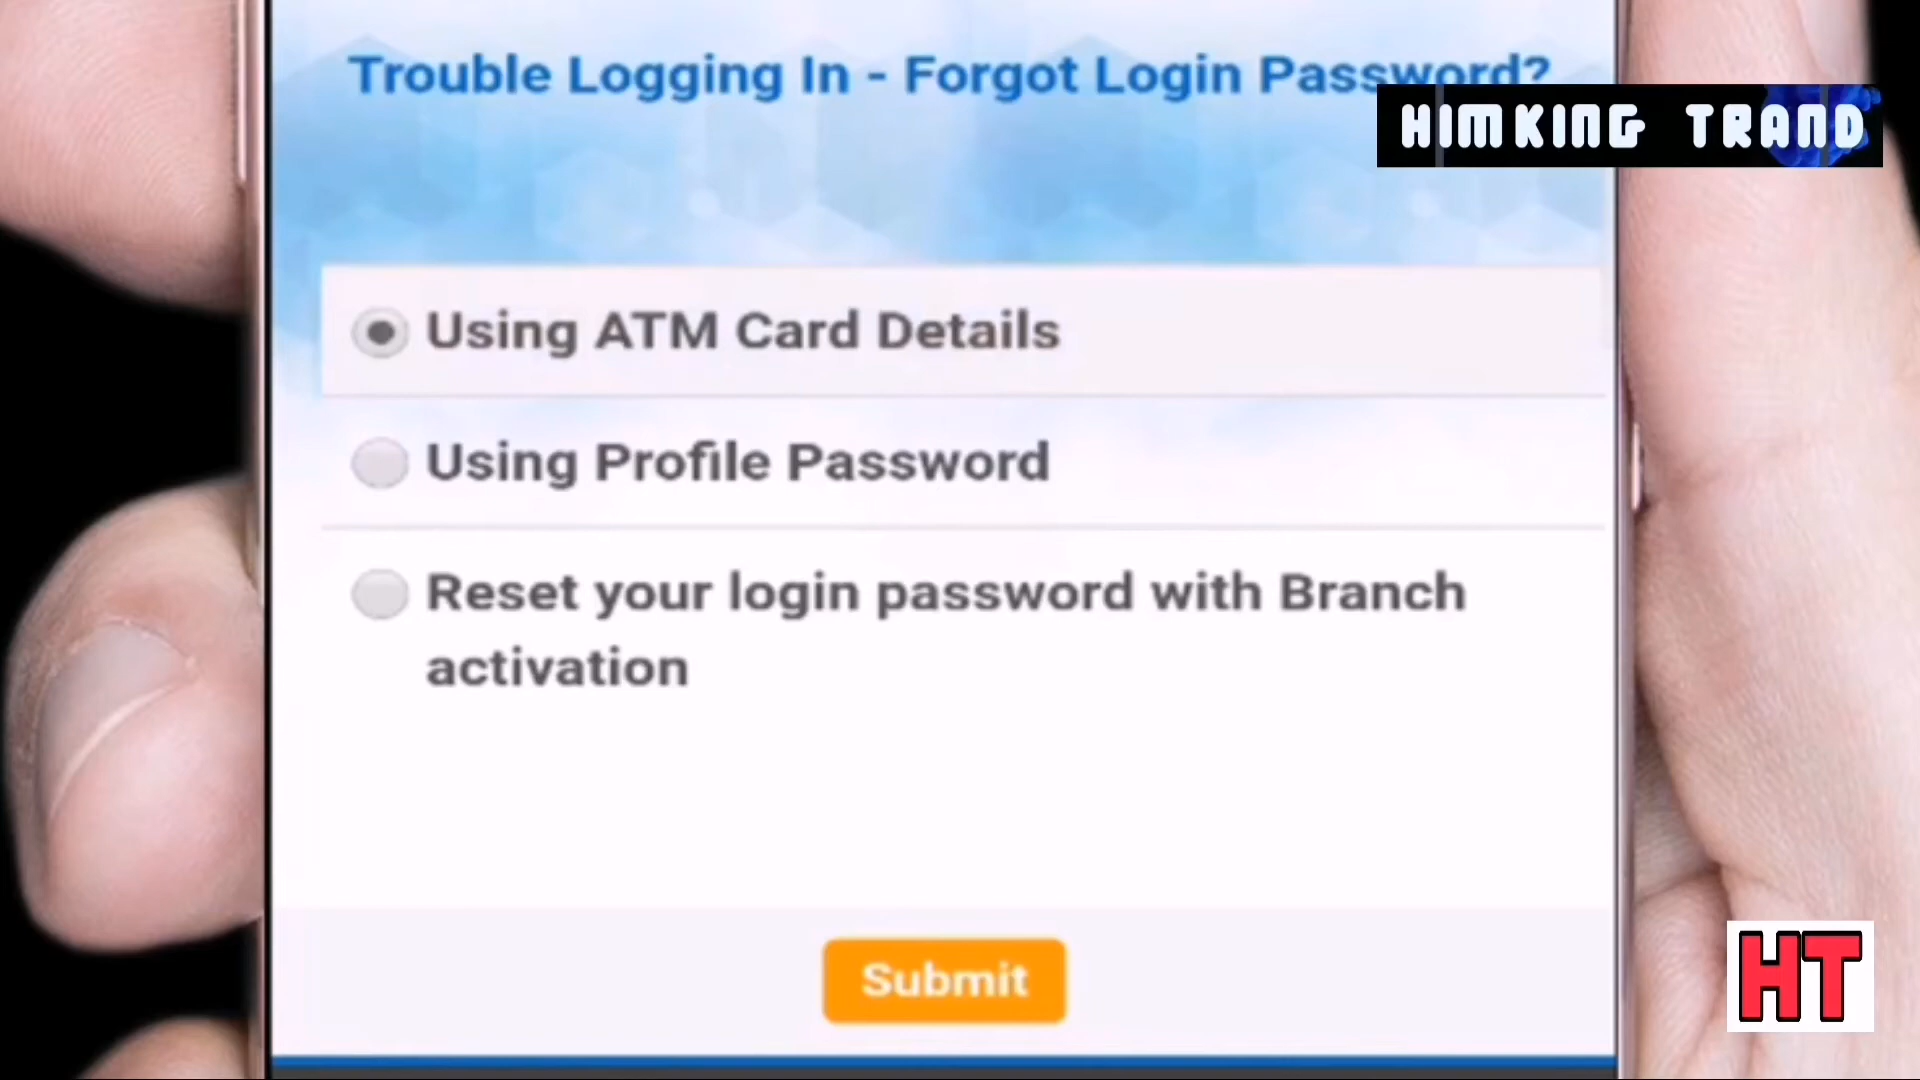 Trouble Logging In - Forgot Login Password?
HIMKING TRAND
Using ATM Card Details
Using Profile Password
Reset your login password with Branch
activation
Submit
HT